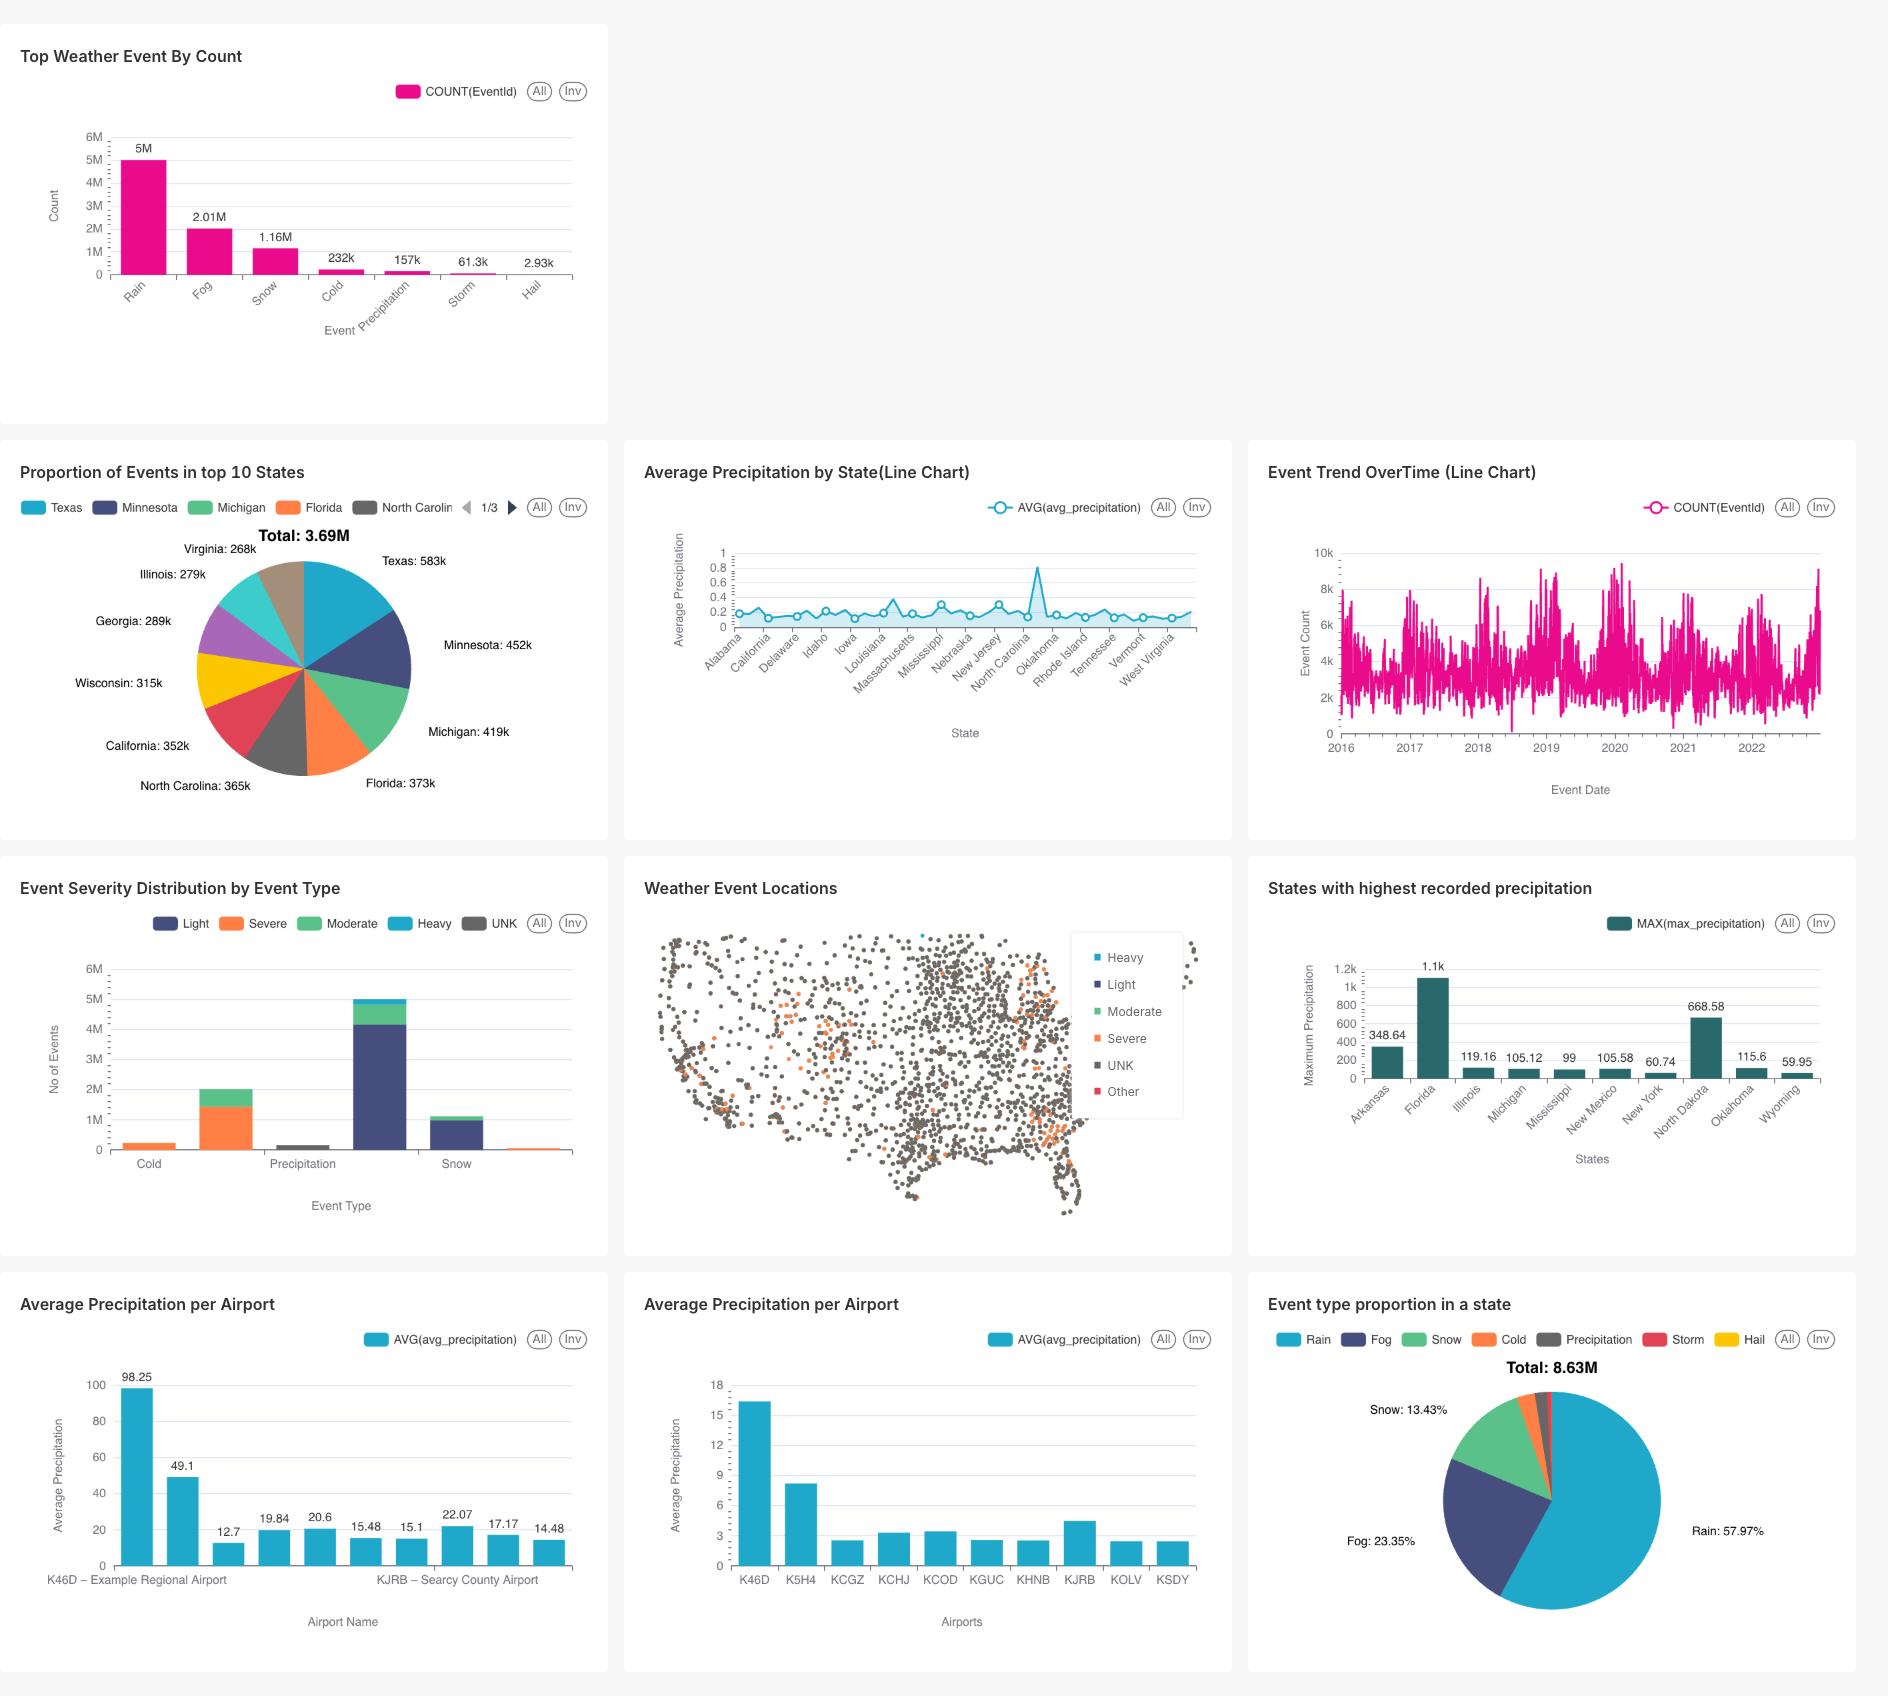 Top Weather Event By Count
COUNT(EventId) All Inv
6M
5M
4M
3M
2M
1M
0
Count
5M
2.01M
1.16M
232k
157k
61.3k
2.93k
Rain
Fog
Snow
Cold
Precipitation
Storm
Hail
Event
Proportion of Events in top 10 States
Texas Minnesota Michigan Florida North Carolin 1/3 All Inv
Total: 3.69M
Virginia: 268k
Texas: 583k
Illinois: 279k
Georgia: 289k
Minnesota: 452k
Wisconsin: 315k
Michigan: 419k
California: 352k
North Carolina: 365k
Florida: 373k
Average Precipitation by State(Line Chart)
AVG(avg_precipitation) All Inv
Average Precipitation
1
0.8
0.6
0.4
0.2
0
Alabama
California
Delaware
Idaho
Iowa
Louisiana
Massachusetts
Mississippi
Nebraska
New Jersey
North Carolina
Oklahoma
Rhode Island
Tennessee
Vermont
West Virginia
State
Event Trend OverTime (Line Chart)
COUNT(EventId) All Inv
Event Count
10k
8k
6k
4k
2k
0
2016 2017 2018 2019 2020 2021 2022
Event Date
Event Severity Distribution by Event Type
Light Severe Moderate Heavy UNK All Inv
No of Events
6M
5M
4M
3M
2M
1M
0
Cold Precipitation Snow
Event Type
Weather Event Locations
Heavy
Light
Moderate
Severe
UNK
Other
States with highest recorded precipitation
MAX(max_precipitation) All Inv
Maximum Precipitation
1.2k
1k
800
600
400
200
0
348.64
1.1k
119.16
105.12
99
105.58
60.74
668.58
115.6
59.95
Arkansas
Florida
Illinois
Michigan
Mississippi
New Mexico
New York
North Dakota
Oklahoma
Wyoming
States
Average Precipitation per Airport
AVG(avg_precipitation) All Inv
Average Precipitation
100
80
60
40
20
0
98.25
49.1
12.7
19.84
20.6
15.48
15.1
22.07
17.17
14.48
K46D – Example Regional Airport KJRB – Searcy County Airport
Airport Name
Average Precipitation per Airport
AVG(avg_precipitation) All Inv
Average Precipitation
18
15
12
9
6
3
0
K46D K5H4 KCGZ KCHJ KCOD KGUC KHNB KJRB KOLV KSDY
Airports
Event type proportion in a state
Rain Fog Snow Cold Precipitation Storm Hail All Inv
Total: 8.63M
Snow: 13.43%
Fog: 23.35%
Rain: 57.97%